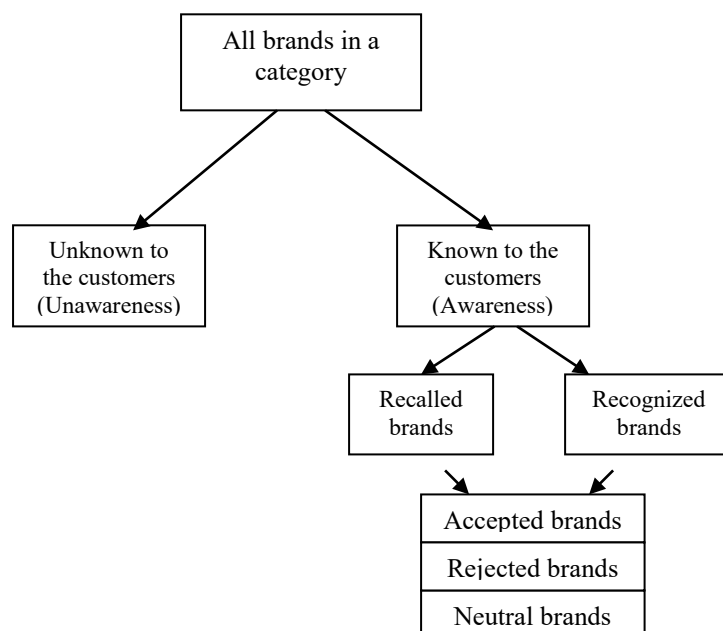 All brands in a
category
Unknown to
the customers
(Unawareness)
Known to the
customers
(Awareness)
Recalled
brands
Recognized
brands
Accepted brands
Rejected brands
Neutral brands